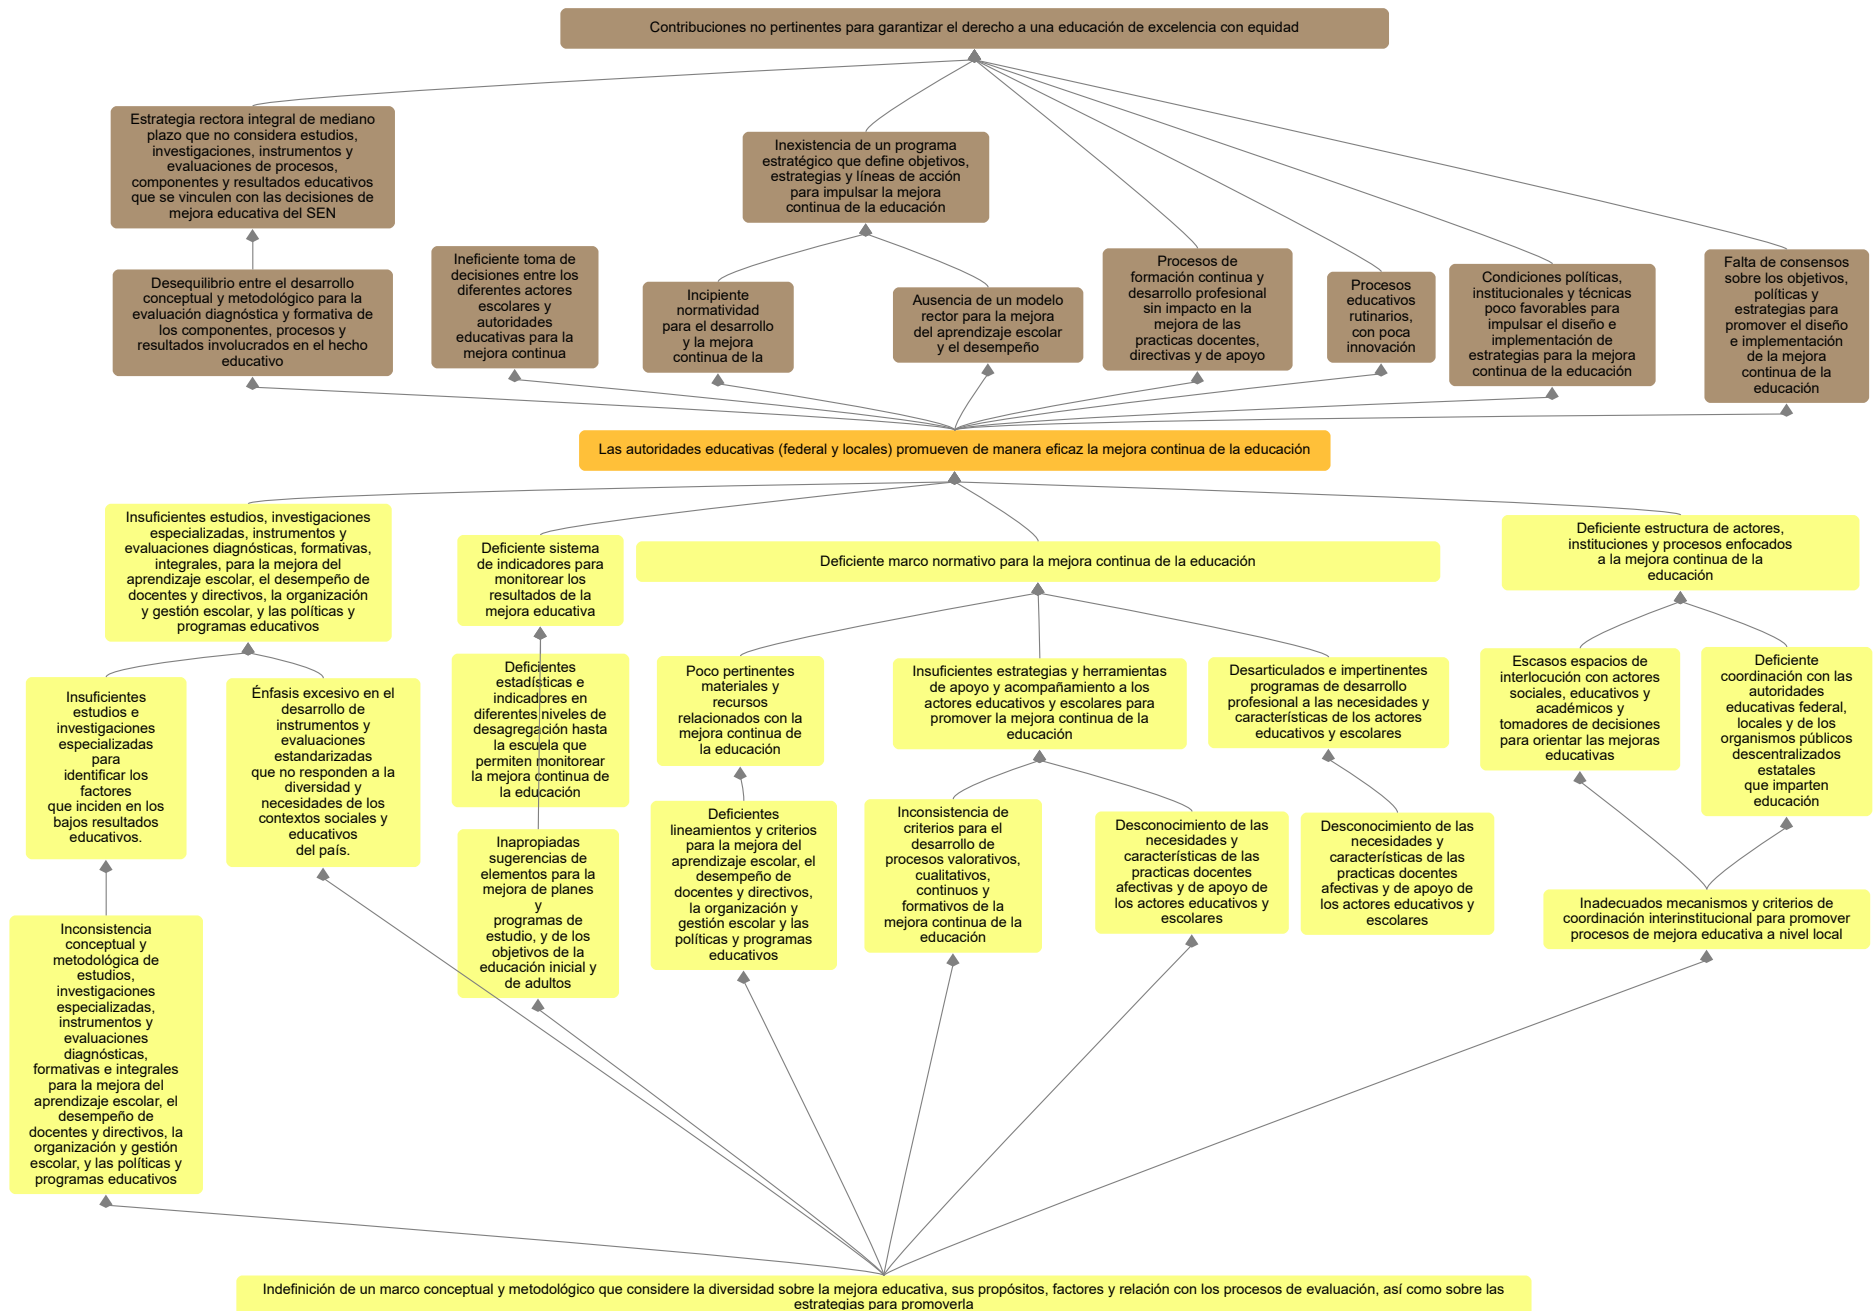 Contribuciones no pertinentes para garantizar el derecho a una educación de excelencia con equidad
Estrategia rectora integral de mediano
plazo que no considera estudios,
investigaciones, instrumentos y
evaluaciones de procesos,
componentes y resultados educativos
que se vinculen con las decisiones de
mejora educativa del SEN
Inexistencia de un programa
estratégico que define objetivos,
estrategias y líneas de acción
para impulsar la mejora
continua de la educación
Desequilibrio entre el desarrollo
conceptual y metodológico para la
evaluación diagnóstica y formativa de
los componentes, procesos y
resultados involucrados en el hecho
educativo
Ineficiente toma de
decisiones entre los
diferentes actores
escolares y
autoridades
educativas para la
mejora continua
Incipiente
normatividad
para el desarrollo
y la mejora
continua de la
Ausencia de un modelo
rector para la mejora
del aprendizaje escolar
y el desempeño
Procesos de
formación continua y
desarrollo profesional
sin impacto en la
mejora de las
practicas docentes,
directivas y de apoyo
Procesos
educativos
rutinarios,
con poca
innovación
Condiciones políticas,
institucionales y técnicas
poco favorables para
impulsar el diseño e
implementación de
estrategias para la mejora
continua de la educación
Falta de consensos
sobre los objetivos,
políticas y
estrategias para
promover el diseño
e implementación
de la mejora
continua de la
educación
Las autoridades educativas (federal y locales) promueven de manera eficaz la mejora continua de la educación
Insuficientes estudios, investigaciones
especializadas, instrumentos y
evaluaciones diagnósticas, formativas,
integrales, para la mejora del
aprendizaje escolar, el desempeño de
docentes y directivos, la organización
y gestión escolar, y las políticas y
programas educativos
Deficiente sistema
de indicadores para
monitorear los
resultados de la
mejora educativa
Deficiente marco normativo para la mejora continua de la educación
Deficiente estructura de actores,
instituciones y procesos enfocados
a la mejora continua de la
educación
Insuficientes
estudios e
investigaciones
especializadas
para
identificar los
factores
que inciden en los
bajos resultados
educativos.
Énfasis excesivo en el
desarrollo de
instrumentos y
evaluaciones
estandarizadas
que no responden a la
diversidad y
necesidades de los
contextos sociales y
educativos
del país.
Deficientes
estadísticas e
indicadores en
diferentes niveles de
desagregación hasta
la escuela que
permiten monitorear
la mejora continua de
la educación
Poco pertinentes
materiales y
recursos
relacionados con la
mejora continua de
la educación
Insuficientes estrategias y herramientas
de apoyo y acompañamiento a los
actores educativos y escolares para
promover la mejora continua de la
educación
Desarticulados e impertinentes
programas de desarrollo
profesional a las necesidades y
características de los actores
educativos y escolares
Escasos espacios de
interlocución con actores
sociales, educativos y
académicos y
tomadores de decisiones
para orientar las mejoras
educativas
Deficiente
coordinación con las
autoridades
educativas federal,
locales y de los
organismos públicos
descentralizados
estatales
que imparten
educación
Inconsistencia
conceptual y
metodológica de
estudios,
investigaciones
especializadas,
instrumentos y
evaluaciones
diagnósticas,
formativas e integrales
para la mejora del
aprendizaje escolar, el
desempeño de
docentes y directivos, la
organización y gestión
escolar, y las políticas y
programas educativos
Inapropiadas
sugerencias de
elementos para la
mejora de planes
y
programas de
estudio, y de los
objetivos de la
educación inicial y
de adultos
Deficientes
lineamientos y criterios
para la mejora del
aprendizaje escolar, el
desempeño de
docentes y directivos,
la organización y
gestión escolar y las
políticas y programas
educativos
Inconsistencia de
criterios para el
desarrollo de
procesos valorativos,
cualitativos,
continuos y
formativos de la
mejora continua de la
educación
Desconocimiento de las
necesidades y
características de las
practicas docentes
afectivas y de apoyo de
los actores educativos y
escolares
Desconocimiento de las
necesidades y
características de las
practicas docentes
afectivas y de apoyo de
los actores educativos y
escolares
Inadecuados mecanismos y criterios de
coordinación interinstitucional para promover
procesos de mejora educativa a nivel local
Indefinición de un marco conceptual y metodológico que considere la diversidad sobre la mejora educativa, sus propósitos, factores y relación con los procesos de evaluación, así como sobre las
estrategias para promoverla